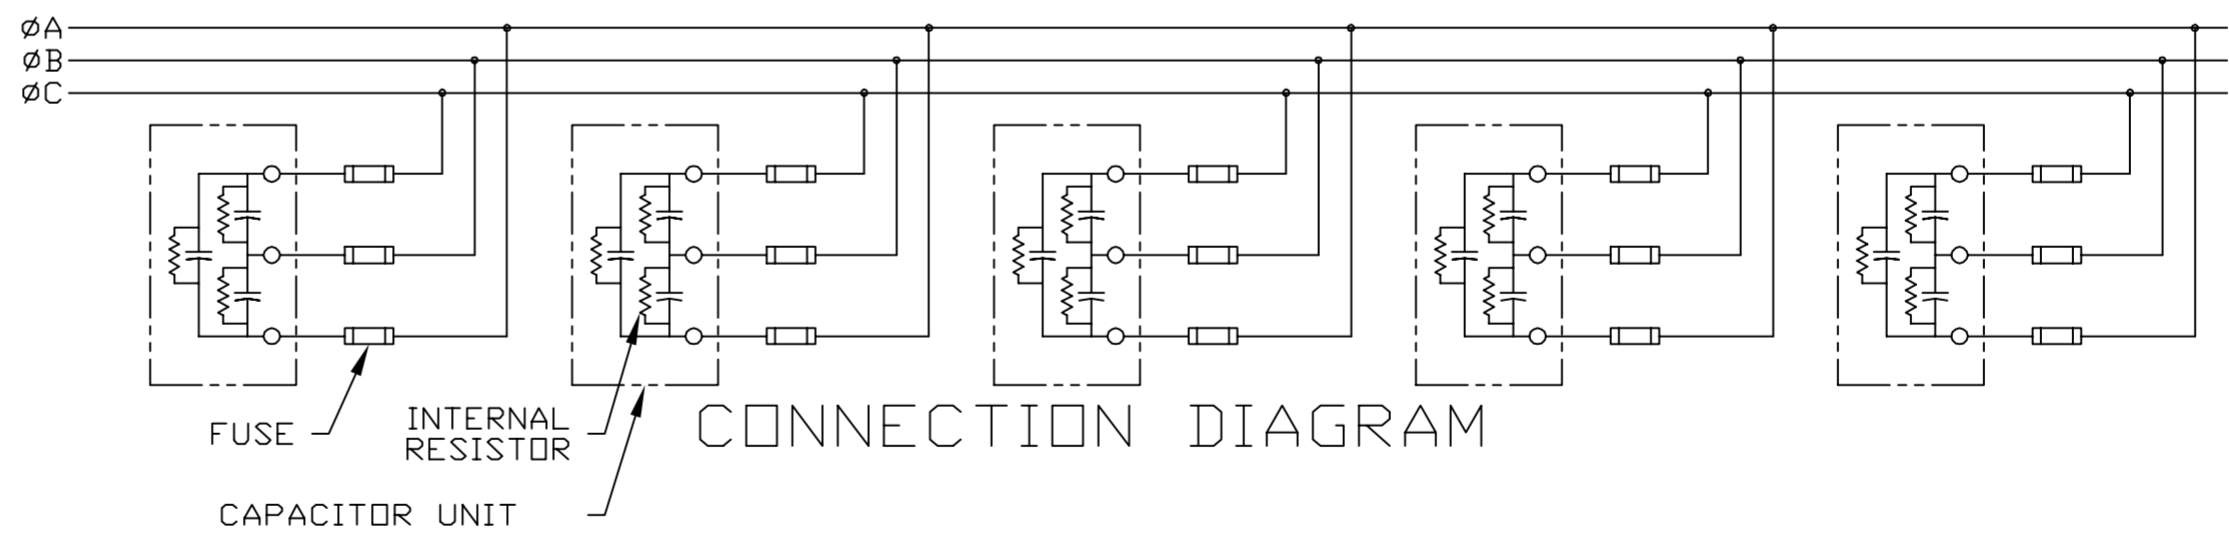 ØA
ØB
ØC
FUSE
INTERNAL
RESISTOR
CONNECTION DIAGRAM
CAPACITOR UNIT